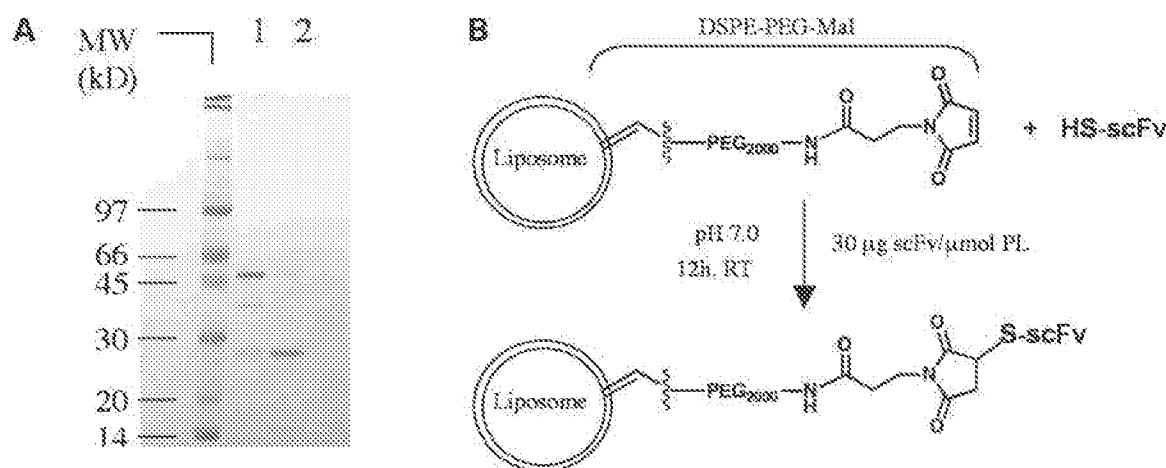 A
MW
(kD)
1 2
97
66
45
30
20
14
B
DSPE-PEG-Mal
Liposome
PEG2000
N
H
O
N
O
O
+ HS-scFv
pH 7.0
12h, RT
30 µg scFv/µmol PL
Liposome
PEG2000
N
H
O
N
O
O
S-scFv